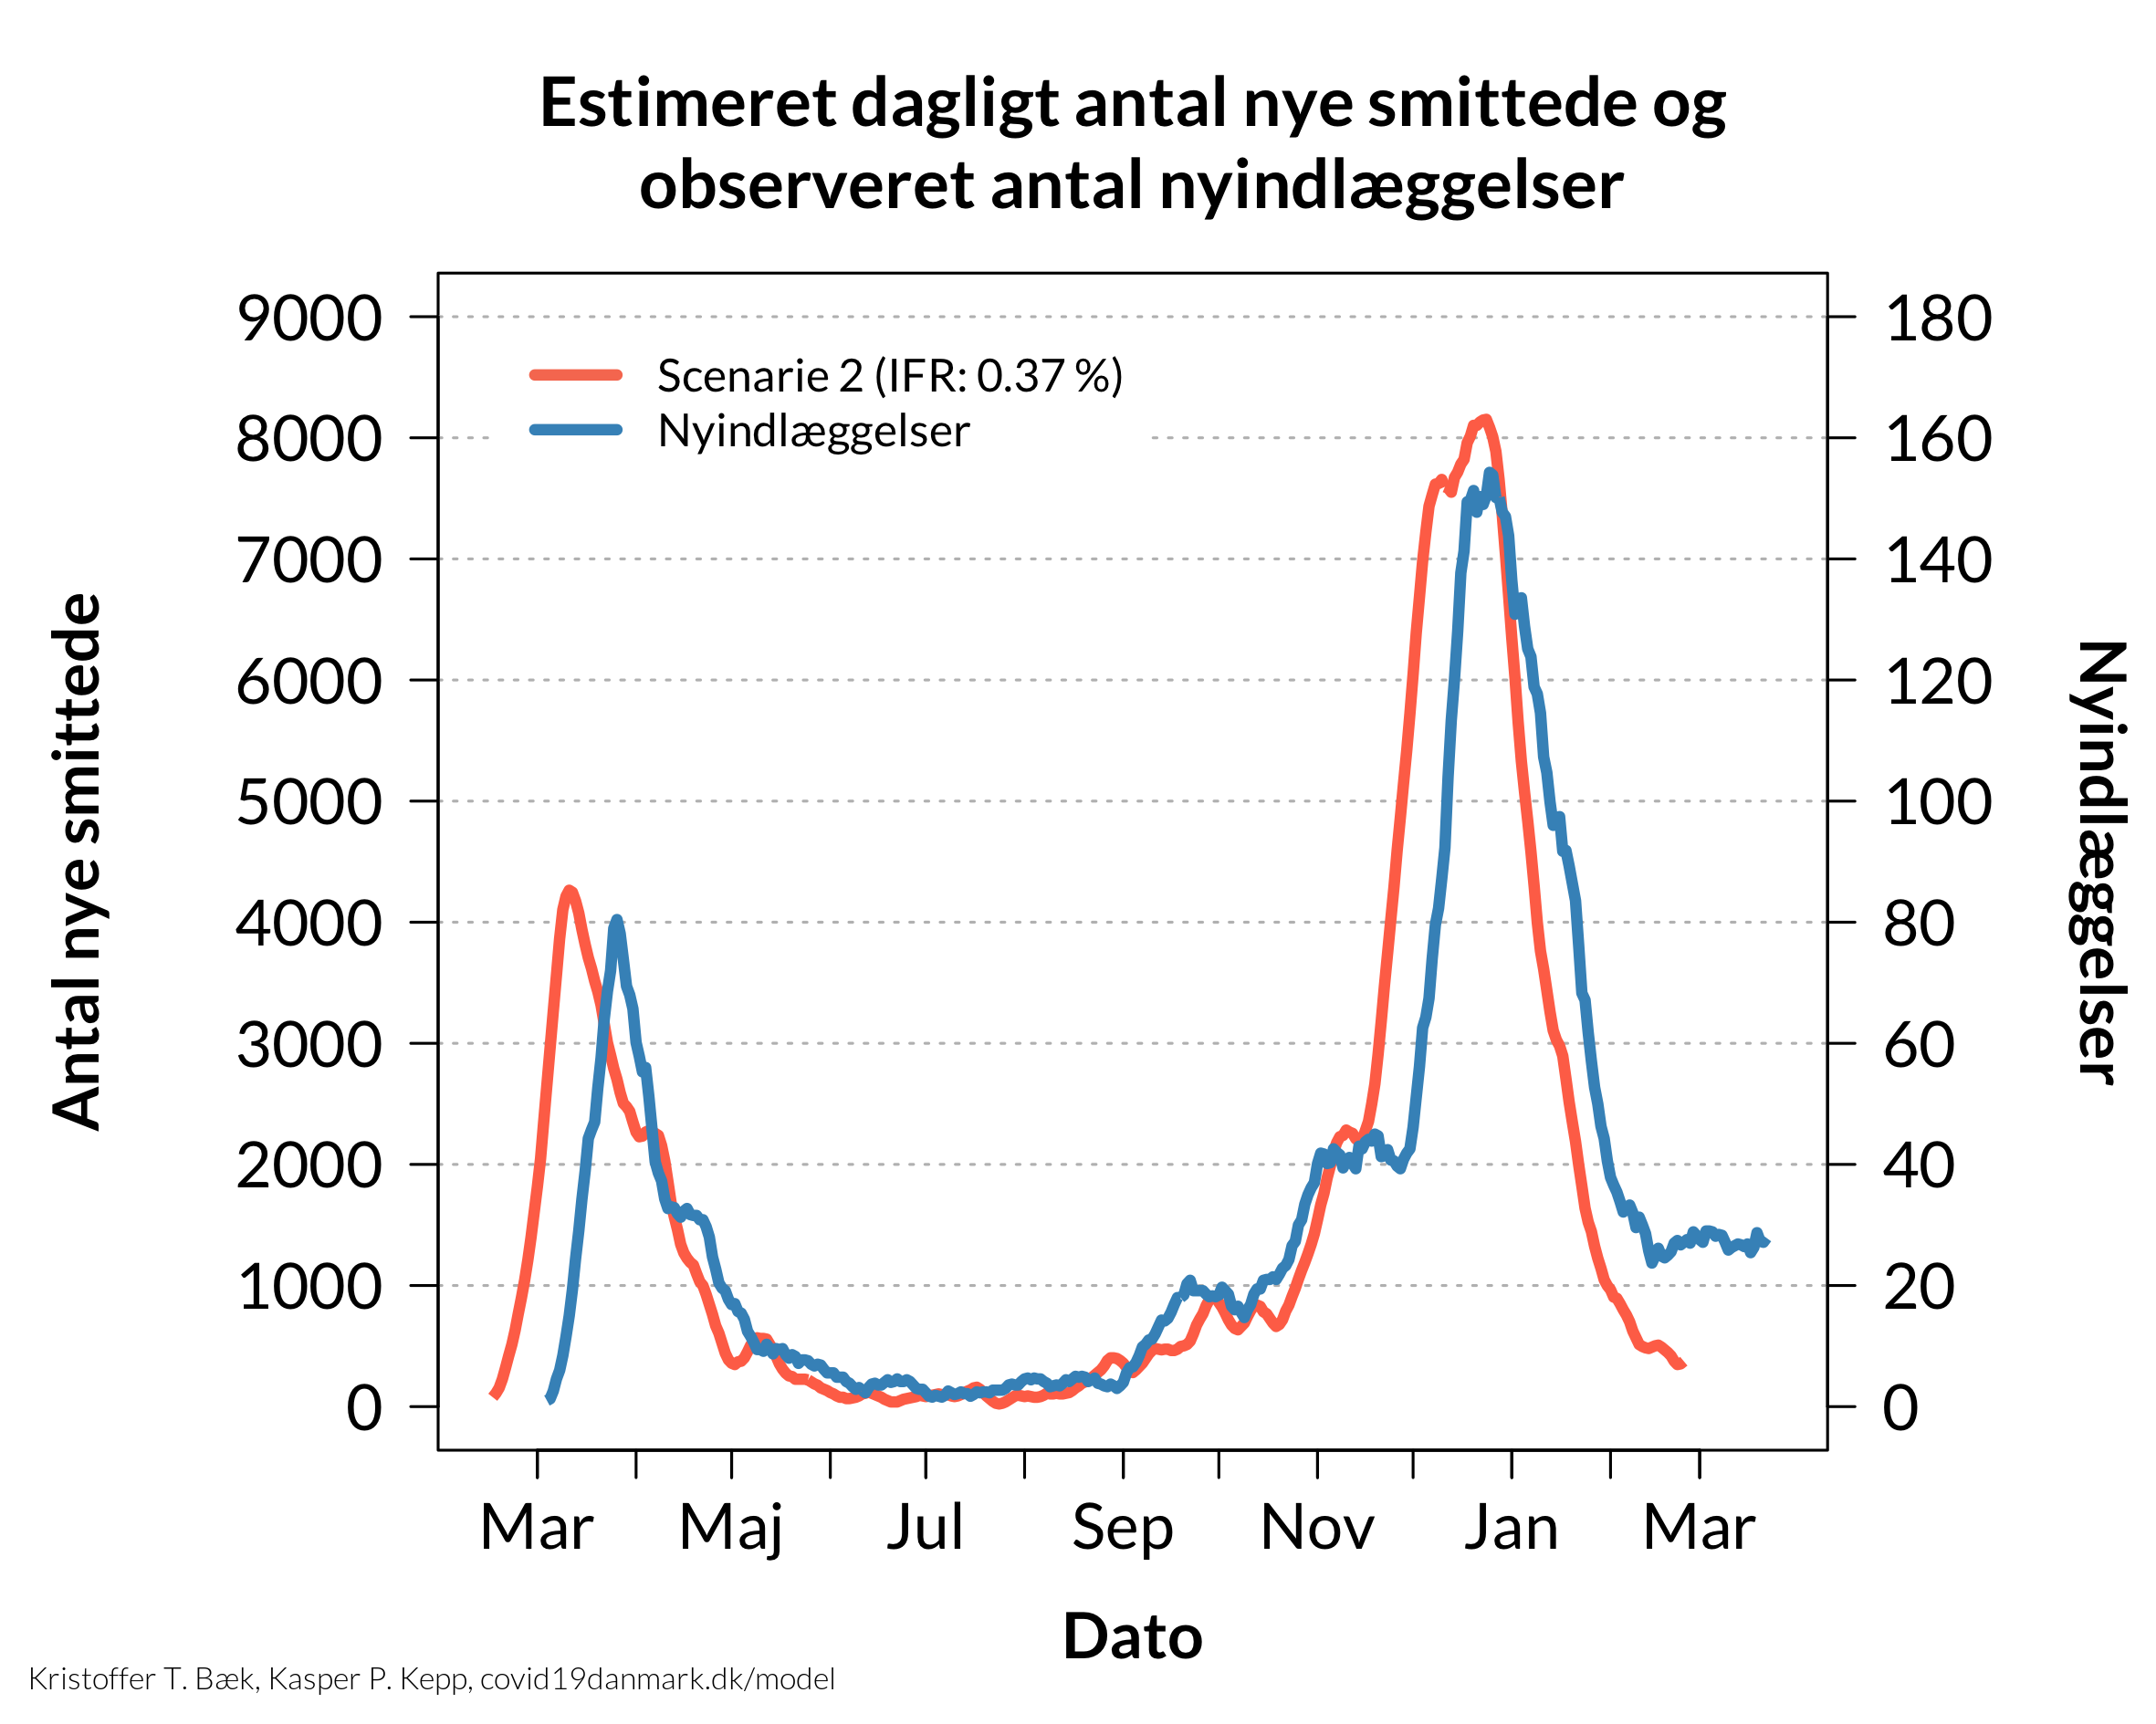 Estimeret dagligt antal nye smittede og
observeret antal nyindlæggelser
Scenarie 2 (IFR: 0.37 %)
Nyindlæggelser
Antal nye smittede
9000
8000
7000
6000
5000
4000
3000
2000
1000
0
180
160
140
120
100
80
60
40
20
0
Nyindlæggelser
Mar Maj Jul Sep Nov Jan Mar
Dato
Kristoffer T. Bæk, Kasper P. Kepp, covid19danmark.dk/model